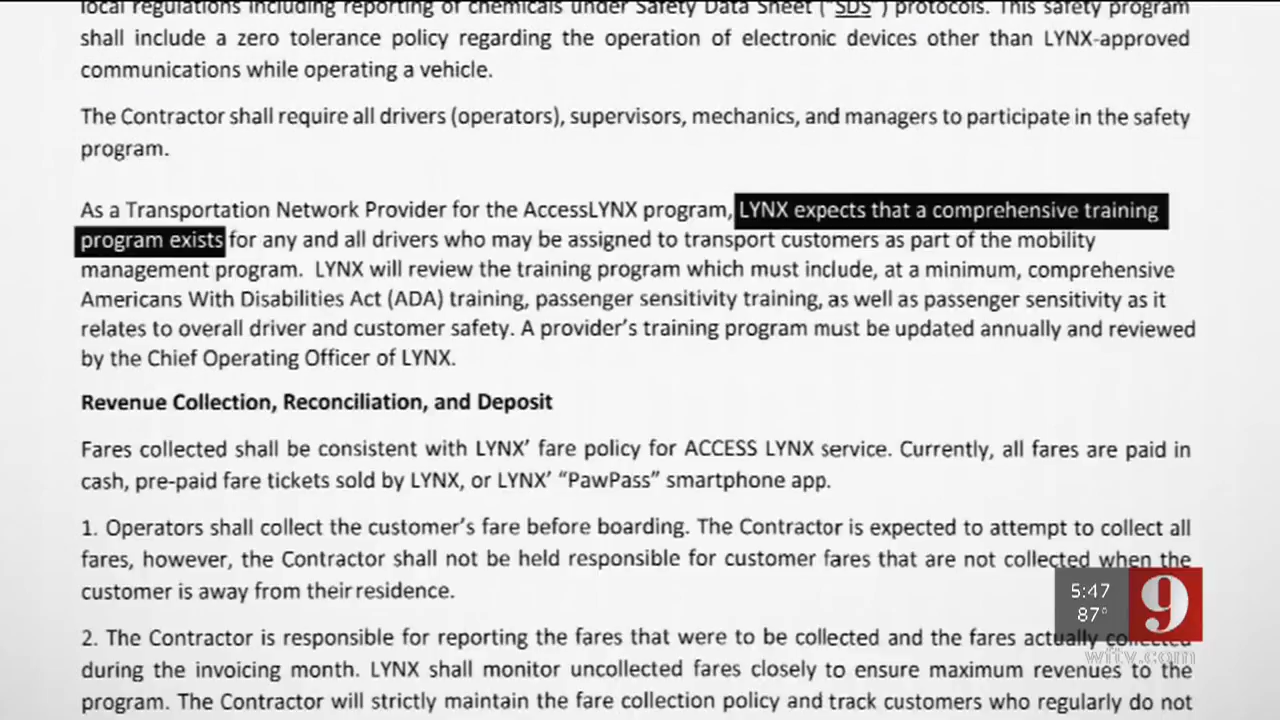 local regulations including reporting of chemicals under Safety Data Sheet ("SDS") protocols. This safety program
shall include a zero tolerance policy regarding the operation of electronic devices other than LYNX-approved
communications while operating a vehicle.
The Contractor shall require all drivers (operators), supervisors, mechanics, and managers to participate in the safety
program.
As a Transportation Network Provider for the AccessLYNX program, LYNX expects that a comprehensive training
program exists for any and all drivers who may be assigned to transport customers as part of the mobility
management program. LYNX will review the training program which must include, at a minimum, comprehensive
Americans With Disabilities Act (ADA) training, passenger sensitivity training, as well as passenger sensitivity as it
relates to overall driver and customer safety. A provider's training program must be updated annually and reviewed
by the Chief Operating Officer of LYNX.
Revenue Collection, Reconciliation, and Deposit
Fares collected shall be consistent with LYNX' fare policy for ACCESS LYNX service. Currently, all fares are paid in
cash, pre-paid fare tickets sold by LYNX, or LYNX' "PawPass" smartphone app.
1. Operators shall collect the customer's fare before boarding. The Contractor is expected to attempt to collect all
fares, however, the Contractor shall not be held responsible for customer fares that are not collected when the
customer is away from their residence.
2. The Contractor is responsible for reporting the fares that were to be collected and the fares actually collected
during the invoicing month. LYNX shall monitor uncollected fares closely to ensure maximum revenues to the
program. The Contractor will strictly maintain the fare collection policy and track customers who regularly do not
5:47
87°
9
wftv.com